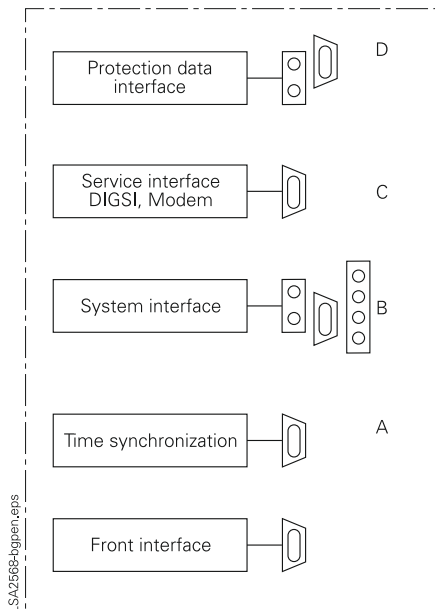 Protection data
interface
D
Service interface
DIGSI, Modem
C
System interface
B
Time synchronization
A
Front interface
.SA2568-bgpen.eps